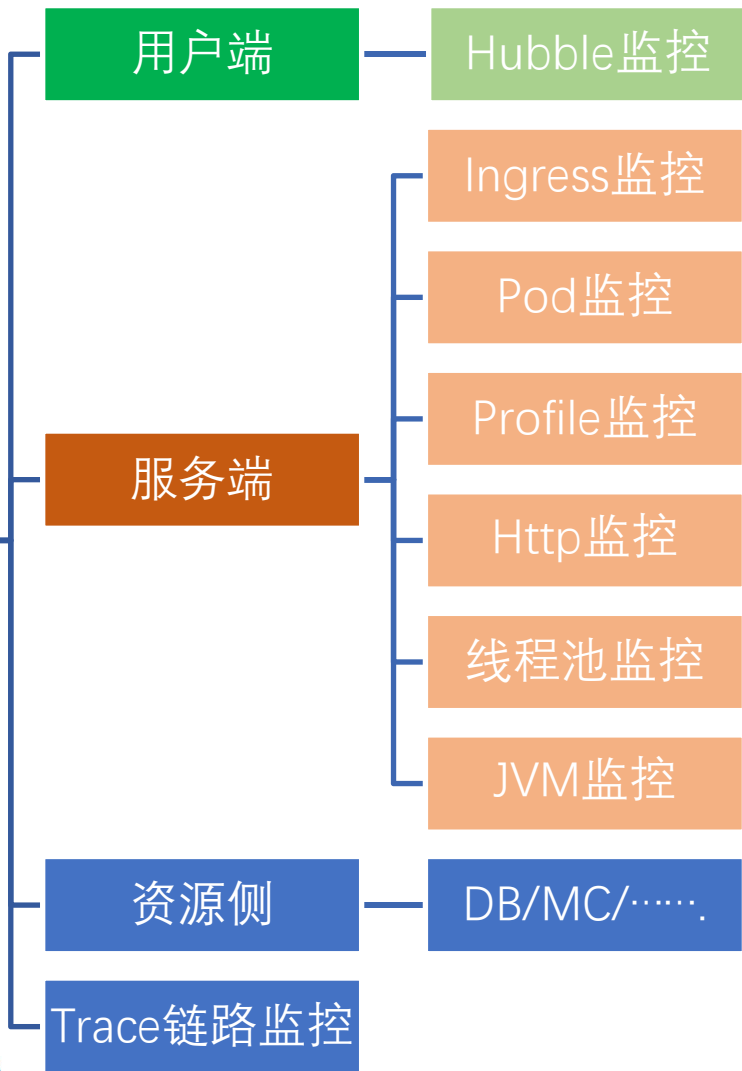 用户端
Hubble监控
服务端
Ingress监控
Pod监控
Profile监控
Http监控
线程池监控
JVM监控
资源侧
DB/MC/…….
Trace链路监控